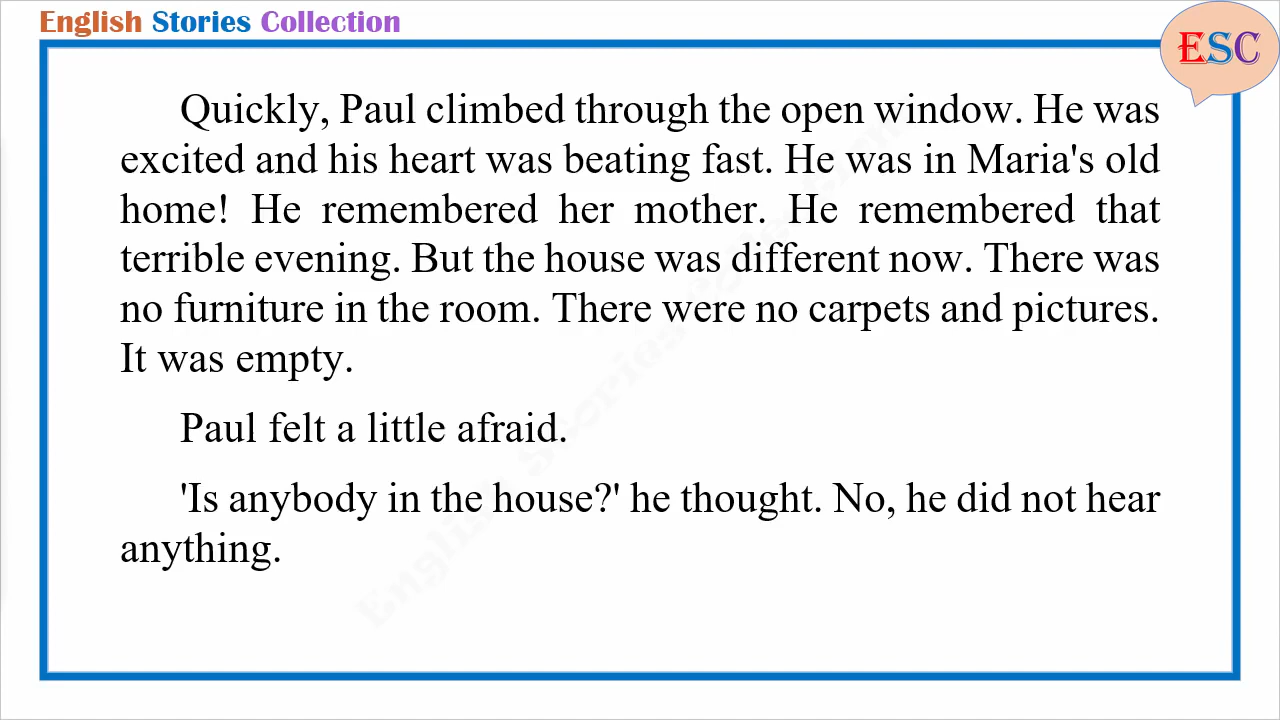 English Stories Collection
ESC
Quickly, Paul climbed through the open window. He was
excited and his heart was beating fast. He was in Maria's old
home! He remembered her mother. He remembered that
terrible evening. But the house was different now. There was
no furniture in the room. There were no carpets and pictures.
It was empty.
Paul felt a little afraid.
'Is anybody in the house?' he thought. No, he did not hear
anything.